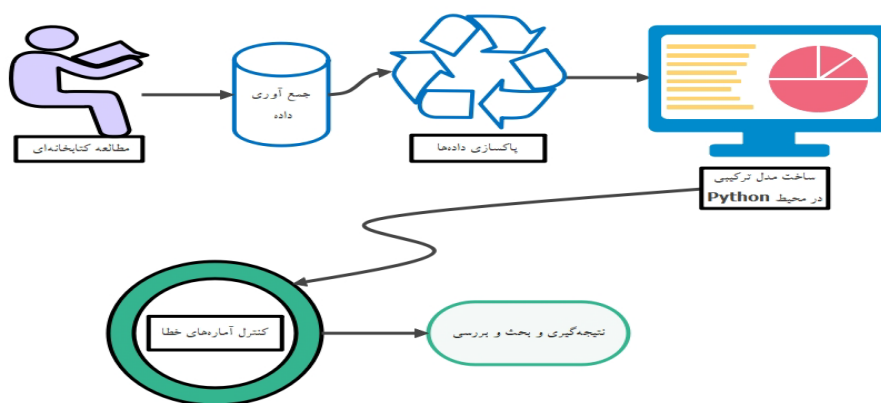 مطالعه کتابخانه‌ای
جمع آوری
داده
پاکسازی داده‌ها
ساخت مدل ترکیبی
در محیط Python
کنترل آماره‌های خطا
نتیجه‌گیری و بحث و بررسی